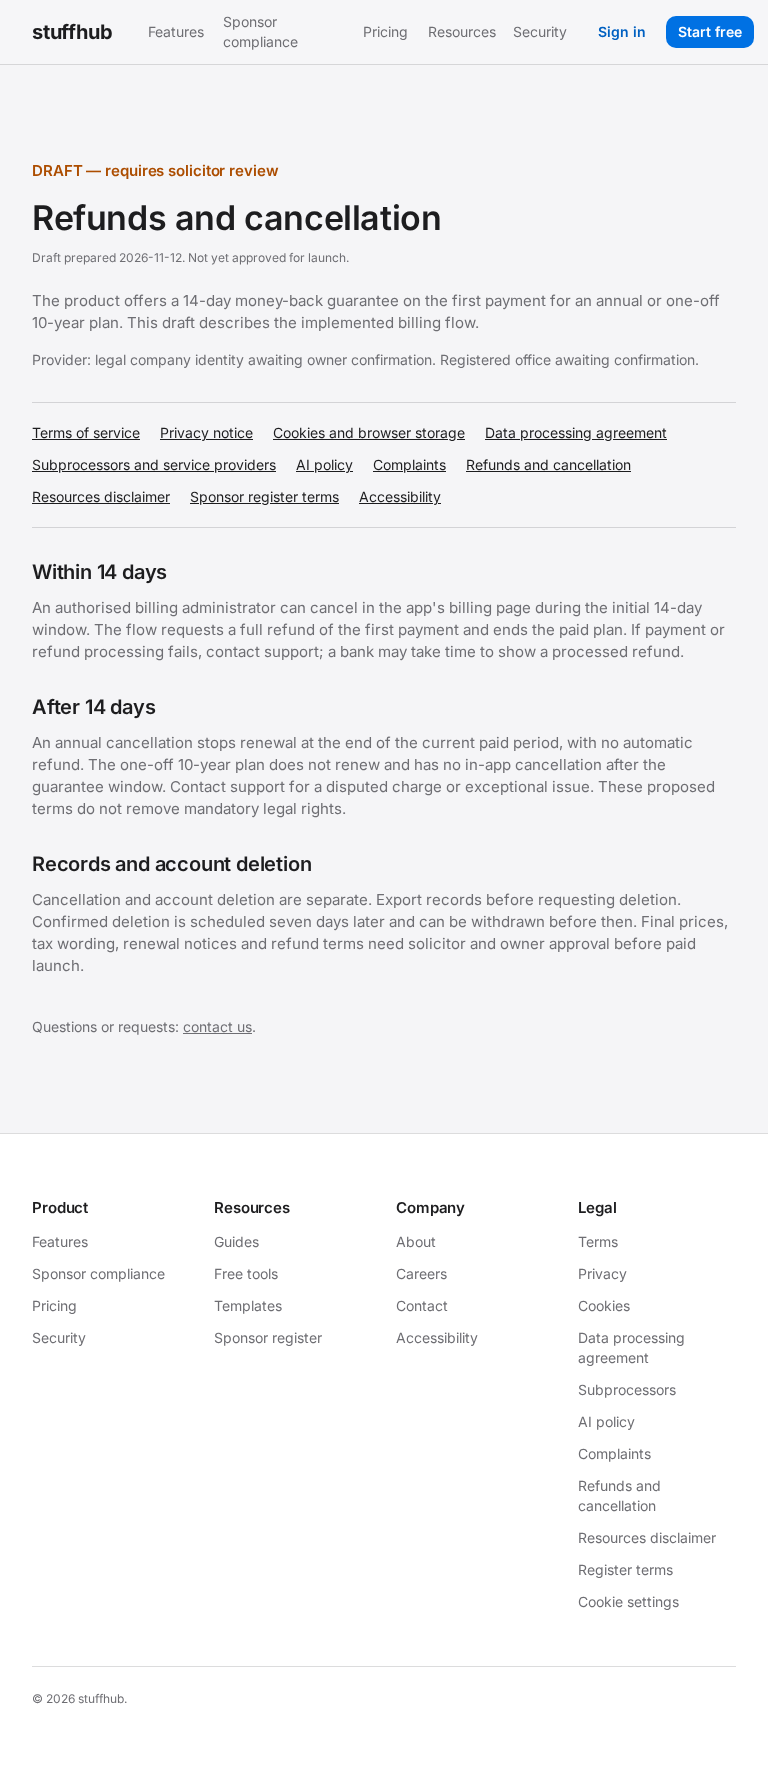 stuffhub
Features
Sponsor
compliance
Pricing
Resources
Security
Sign in
Start free
DRAFT — requires solicitor review
Refunds and cancellation
Draft prepared 2026-11-12. Not yet approved for launch.
The product offers a 14-day money-back guarantee on the first payment for an annual or one-off
10-year plan. This draft describes the implemented billing flow.
Provider: legal company identity awaiting owner confirmation. Registered office awaiting confirmation.
Terms of service Privacy notice Cookies and browser storage Data processing agreement
Subprocessors and service providers AI policy Complaints Refunds and cancellation
Resources disclaimer Sponsor register terms Accessibility
Within 14 days
An authorised billing administrator can cancel in the app's billing page during the initial 14-day
window. The flow requests a full refund of the first payment and ends the paid plan. If payment or
refund processing fails, contact support; a bank may take time to show a processed refund.
After 14 days
An annual cancellation stops renewal at the end of the current paid period, with no automatic
refund. The one-off 10-year plan does not renew and has no in-app cancellation after the
guarantee window. Contact support for a disputed charge or exceptional issue. These proposed
terms do not remove mandatory legal rights.
Records and account deletion
Cancellation and account deletion are separate. Export records before requesting deletion.
Confirmed deletion is scheduled seven days later and can be withdrawn before then. Final prices,
tax wording, renewal notices and refund terms need solicitor and owner approval before paid
launch.
Questions or requests: contact us.
Product
Features
Sponsor compliance
Pricing
Security
Resources
Guides
Free tools
Templates
Sponsor register
Company
About
Careers
Contact
Accessibility
Legal
Terms
Privacy
Cookies
Data processing
agreement
Subprocessors
AI policy
Complaints
Refunds and
cancellation
Resources disclaimer
Register terms
Cookie settings
© 2026 stuffhub.